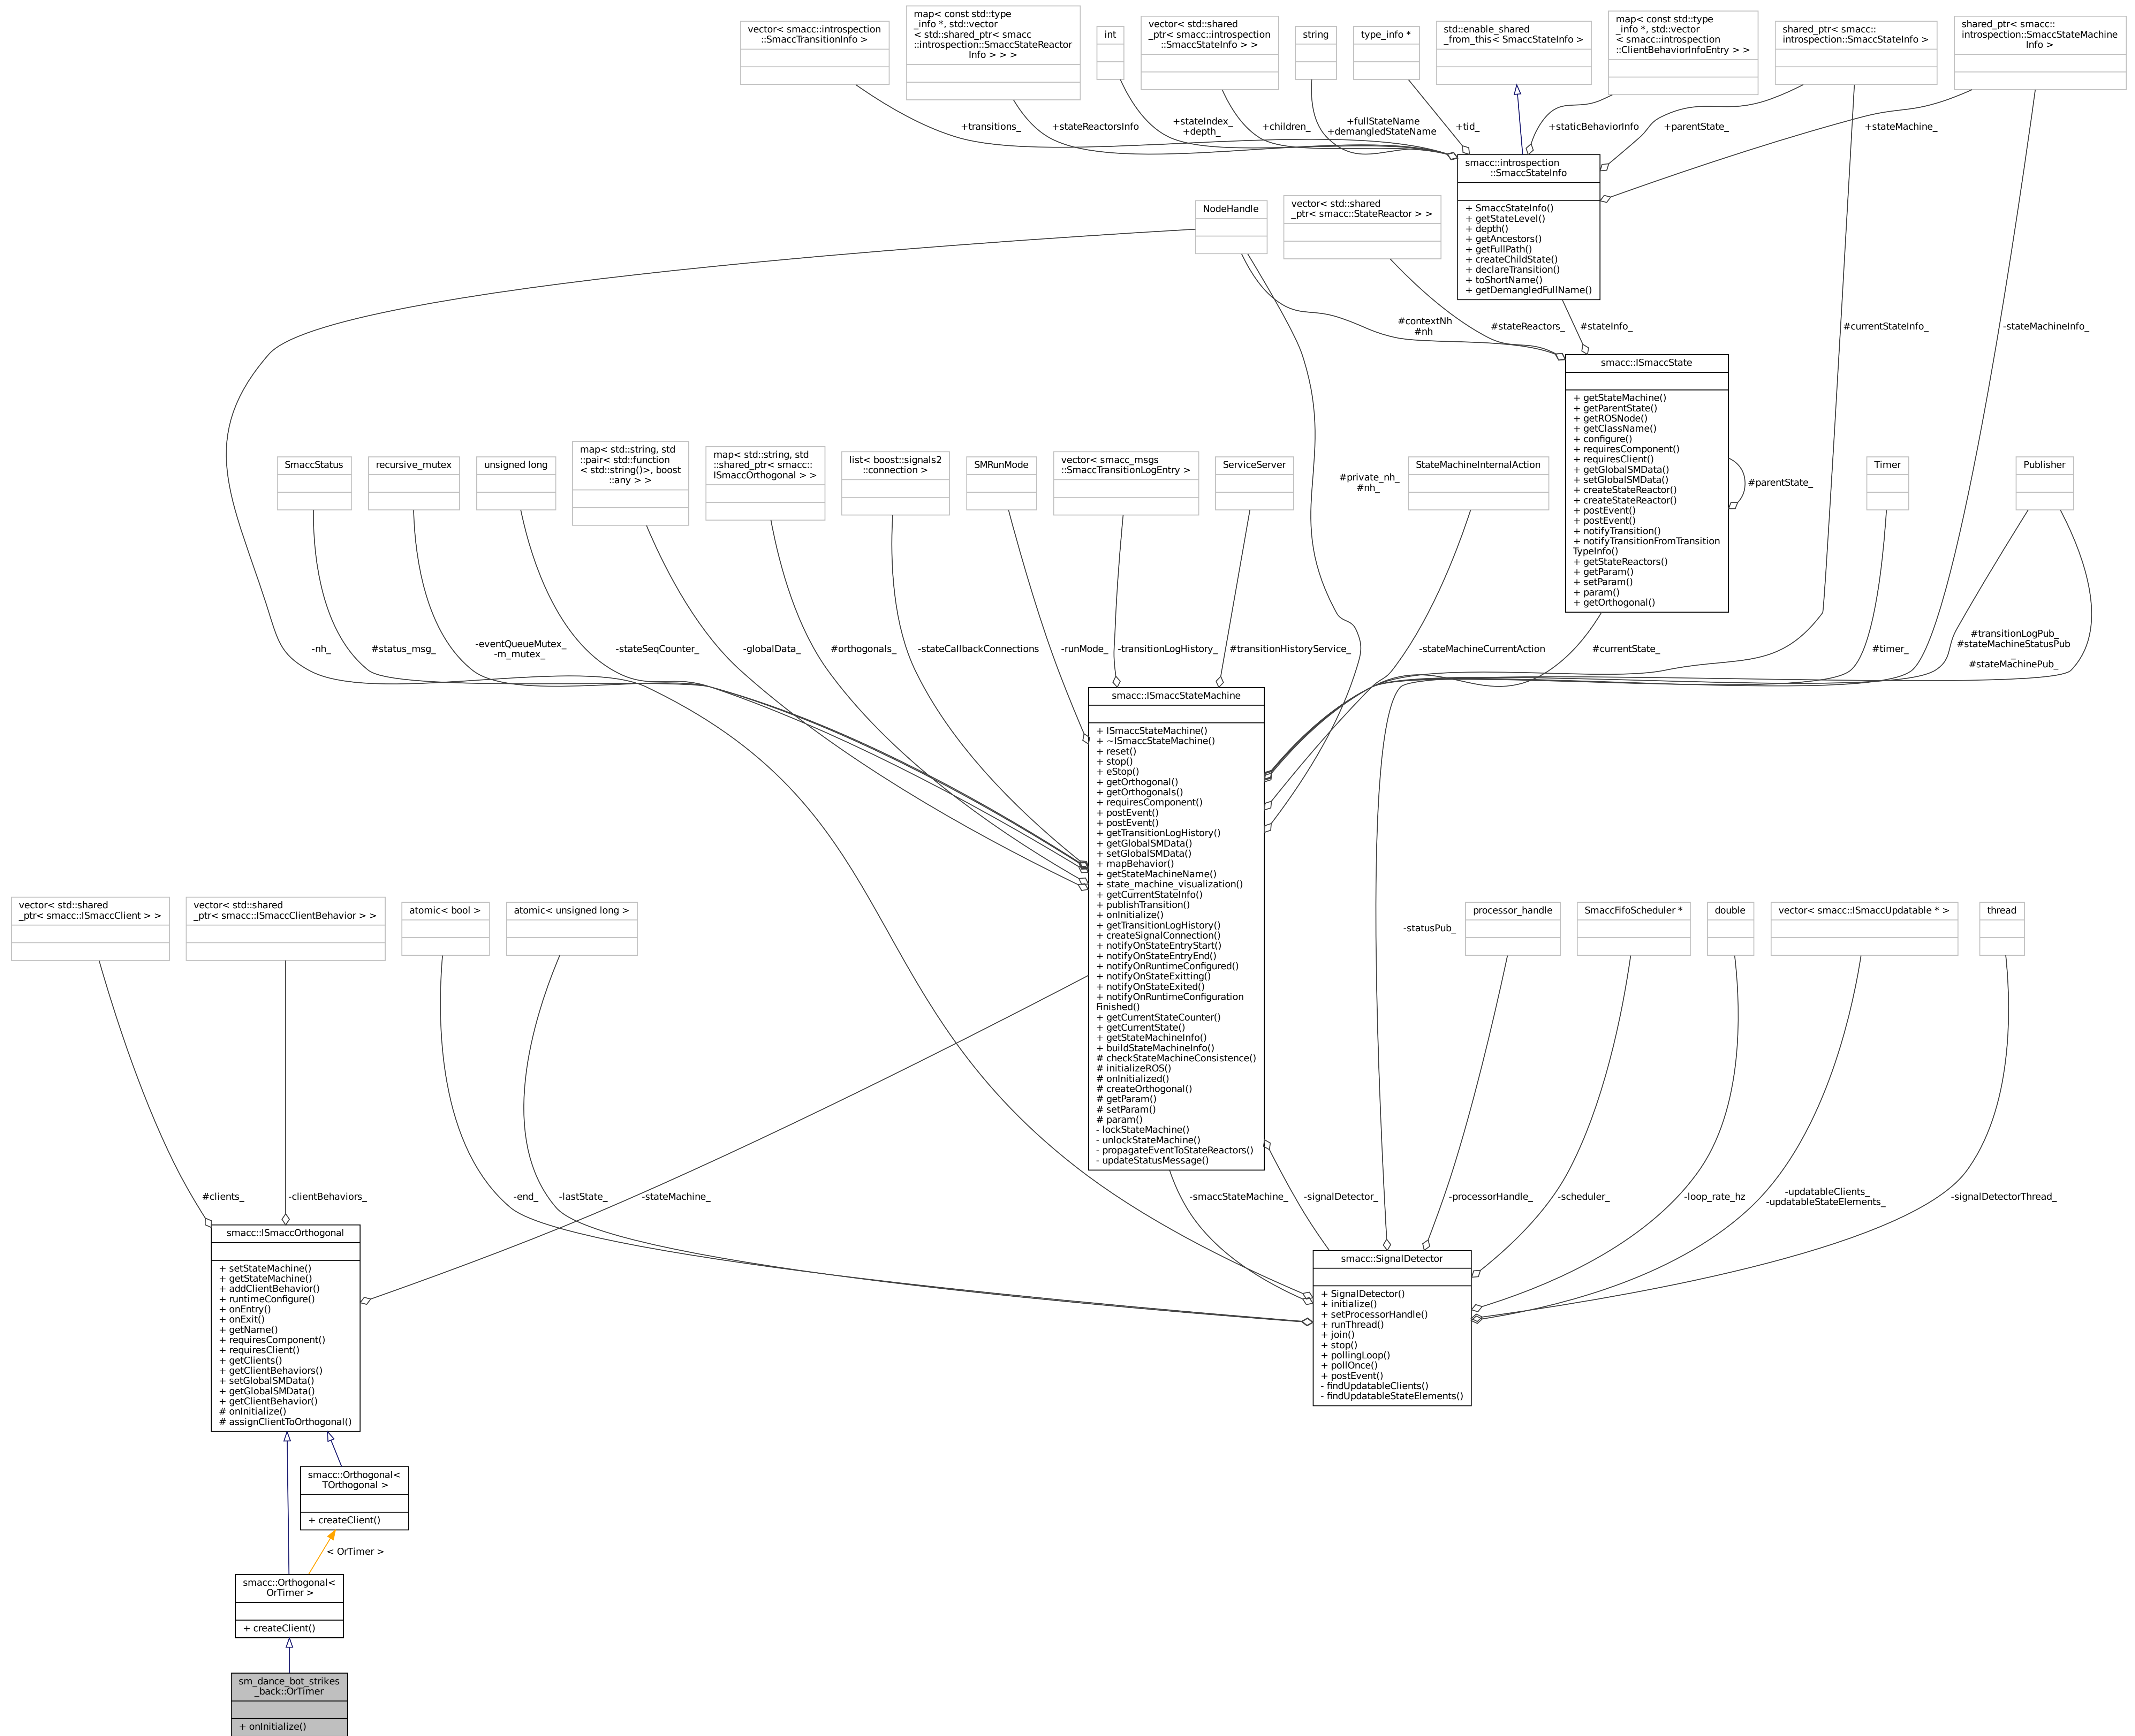 vector< smacc::introspection
::SmaccTransitionInfo >
map< const std::type
_info *, std::vector
< std::shared_ptr< smacc
::introspection::SmaccStateReactor
Info > > >
int
vector< std::shared
_ptr< smacc::introspection
::SmaccStateInfo > >
string
type_info *
std::enable_shared
_from_this< SmaccStateInfo >
map< const std::type
_info *, std::vector
< smacc::introspection
::ClientBehaviorInfoEntry > >
shared_ptr< smacc::
introspection::SmaccStateInfo >
shared_ptr< smacc::
introspection::SmaccStateMachine
Info >
+transitions_
+stateReactorsInfo
+stateIndex_
+depth_
+children_
+fullStateName
+demangledStateName
+tid_
+staticBehaviorInfo
+parentState_
+stateMachine_
smacc::introspection
::SmaccStateInfo
+ SmaccStateInfo()
+ getStateLevel()
+ depth()
+ getAncestors()
+ getFullPath()
+ createChildState()
+ declareTransition()
+ toShortName()
+ getDemangledFullName()
NodeHandle
vector< std::shared
_ptr< smacc::StateReactor > >
#contextNh
#nh
#stateReactors_
#stateInfo_
#currentStateInfo_
-stateMachineInfo_
smacc::ISmaccState
+ getStateMachine()
+ getParentState()
+ getROSNode()
+ getClassName()
+ configure()
+ requiresComponent()
+ requiresClient()
+ getGlobalSMData()
+ setGlobalSMData()
+ createStateReactor()
+ createStateReactor()
+ postEvent()
+ postEvent()
+ notifyTransition()
+ notifyTransitionFromTransition
TypeInfo()
+ getStateReactors()
+ getParam()
+ setParam()
+ param()
+ getOrthogonal()
#parentState_
SmaccStatus
recursive_mutex
unsigned long
map< std::string, std
::pair< std::function
< std::string()>, boost
::any > >
map< std::string, std
::shared_ptr< smacc::
ISmaccOrthogonal > >
list< boost::signals2
::connection >
SMRunMode
vector< smacc_msgs
::SmaccTransitionLogEntry >
ServiceServer
#private_nh_
#nh_
StateMachineInternalAction
Timer
Publisher
-nh_
#status_msg_
-eventQueueMutex_
-m_mutex_
-stateSeqCounter_
-globalData_
#orthogonals_
-stateCallbackConnections
-runMode_
-transitionLogHistory_
#transitionHistoryService_
-stateMachineCurrentAction
#currentState_
#timer_
#transitionLogPub_
#stateMachineStatusPub
_
#stateMachinePub_
smacc::ISmaccStateMachine
+ ISmaccStateMachine()
+ ~ISmaccStateMachine()
+ reset()
+ stop()
+ eStop()
+ getOrthogonal()
+ getOrthogonals()
+ requiresComponent()
+ postEvent()
+ postEvent()
+ getTransitionLogHistory()
+ getGlobalSMData()
+ setGlobalSMData()
+ mapBehavior()
+ getStateMachineName()
+ state_machine_visualization()
+ getCurrentStateInfo()
+ publishTransition()
+ onInitialize()
+ getTransitionLogHistory()
+ createSignalConnection()
+ notifyOnStateEntryStart()
+ notifyOnStateEntryEnd()
+ notifyOnRuntimeConfigured()
+ notifyOnStateExitting()
+ notifyOnStateExited()
+ notifyOnRuntimeConfiguration
Finished()
+ getCurrentStateCounter()
+ getCurrentState()
+ getStateMachineInfo()
+ buildStateMachineInfo()
# checkStateMachineConsistence()
# initializeROS()
# onInitialized()
# createOrthogonal()
# getParam()
# setParam()
# param()
- lockStateMachine()
- unlockStateMachine()
- propagateEventToStateReactors()
- updateStatusMessage()
vector< std::shared
_ptr< smacc::ISmaccClient > >
vector< std::shared
_ptr< smacc::ISmaccClientBehavior > >
atomic< bool >
atomic< unsigned long >
-statusPub_
processor_handle
SmaccFifoScheduler *
double
vector< smacc::ISmaccUpdatable * >
thread
#clients_
-clientBehaviors_
-end_
-lastState_
-stateMachine_
-smaccStateMachine_
-signalDetector_
-processorHandle_
-scheduler_
-loop_rate_hz
-updatableClients_
-updatableStateElements_
-signalDetectorThread_
smacc::ISmaccOrthogonal
+ setStateMachine()
+ getStateMachine()
+ addClientBehavior()
+ runtimeConfigure()
+ onEntry()
+ onExit()
+ getName()
+ requiresComponent()
+ requiresClient()
+ getClients()
+ getClientBehaviors()
+ setGlobalSMData()
+ getGlobalSMData()
+ getClientBehavior()
# onInitialize()
# assignClientToOrthogonal()
smacc::SignalDetector
+ SignalDetector()
+ initialize()
+ setProcessorHandle()
+ runThread()
+ join()
+ stop()
+ pollingLoop()
+ pollOnce()
+ postEvent()
- findUpdatableClients()
- findUpdatableStateElements()
smacc::Orthogonal<
TOrthogonal >
+ createClient()
< OrTimer >
smacc::Orthogonal<
OrTimer >
+ createClient()
sm_dance_bot_strikes
_back::OrTimer
+ onInitialize()